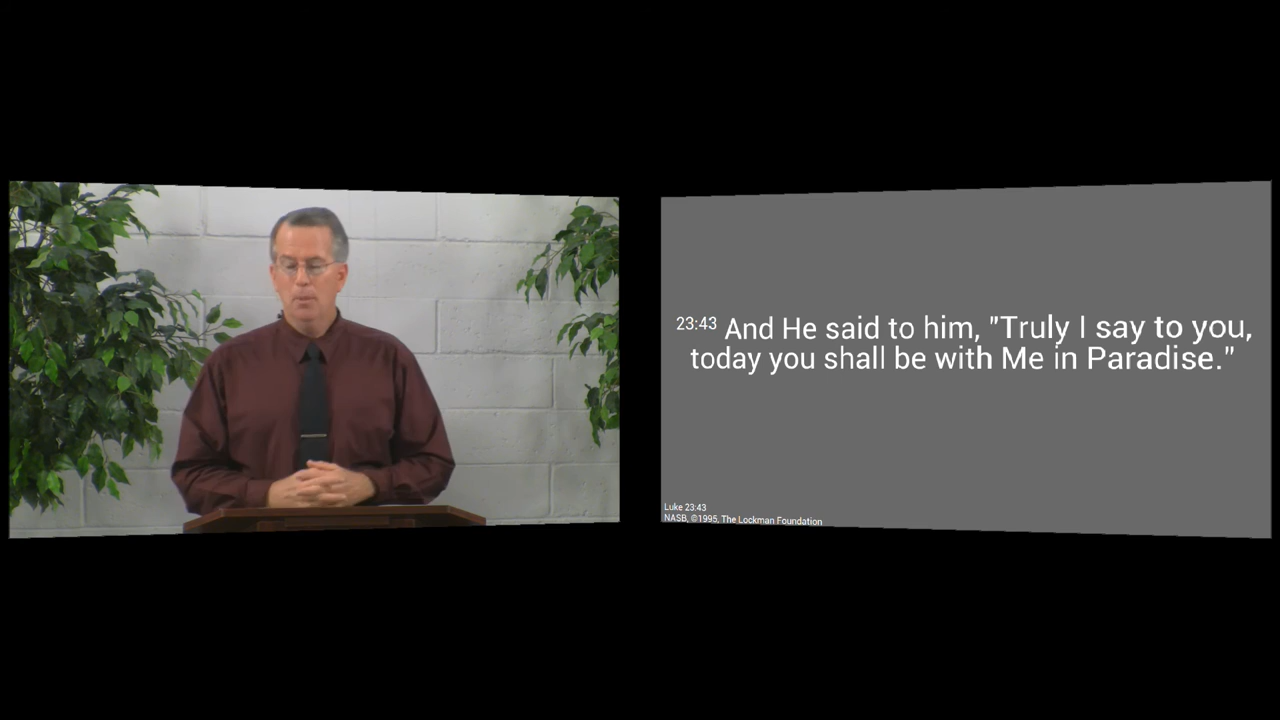 23:43 And He said to him, "Truly I say to you,
today you shall be with Me in Paradise."
Luke 23:43
NASB, ©1995, The Lockman Foundation